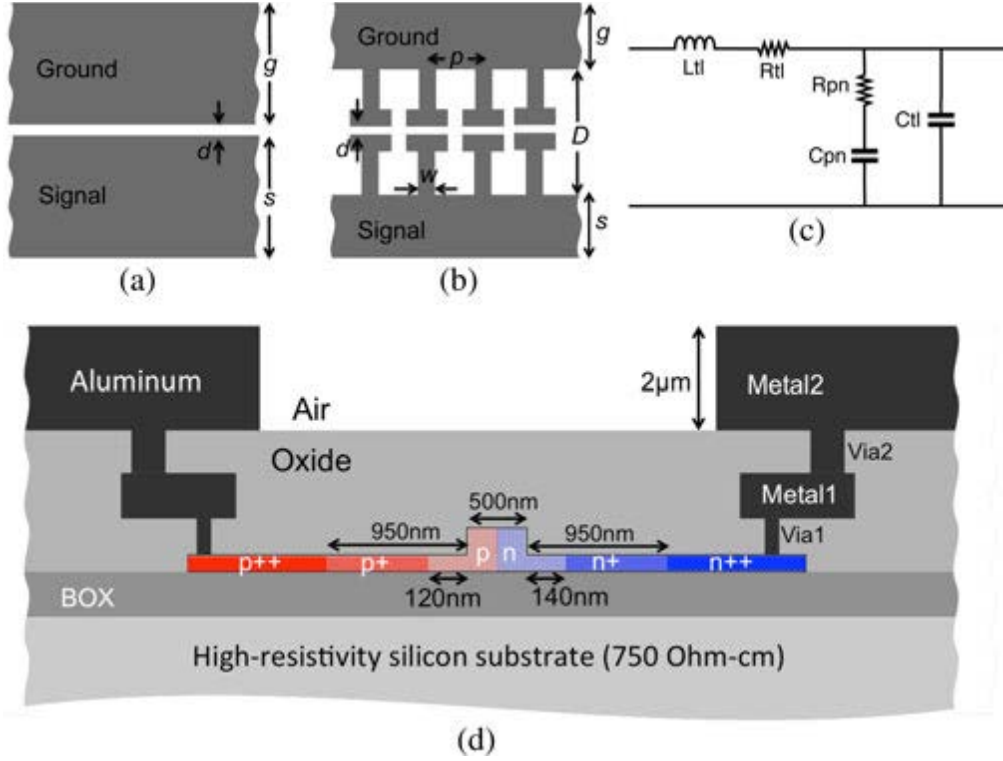 Ground
g
d
Signal
s
(a)
Ground
g
p
d
D
w
Signal
s
(b)
Ltl
Rtl
Rpn
Cpn
Ctl
(c)
Aluminum
Air
2μm
Metal2
Oxide
Via2
Metal1
500nm
950nm
950nm
Via1
p++
p+
p
n
n+
n++
120nm
140nm
BOX
High-resistivity silicon substrate (750 Ohm-cm)
(d)